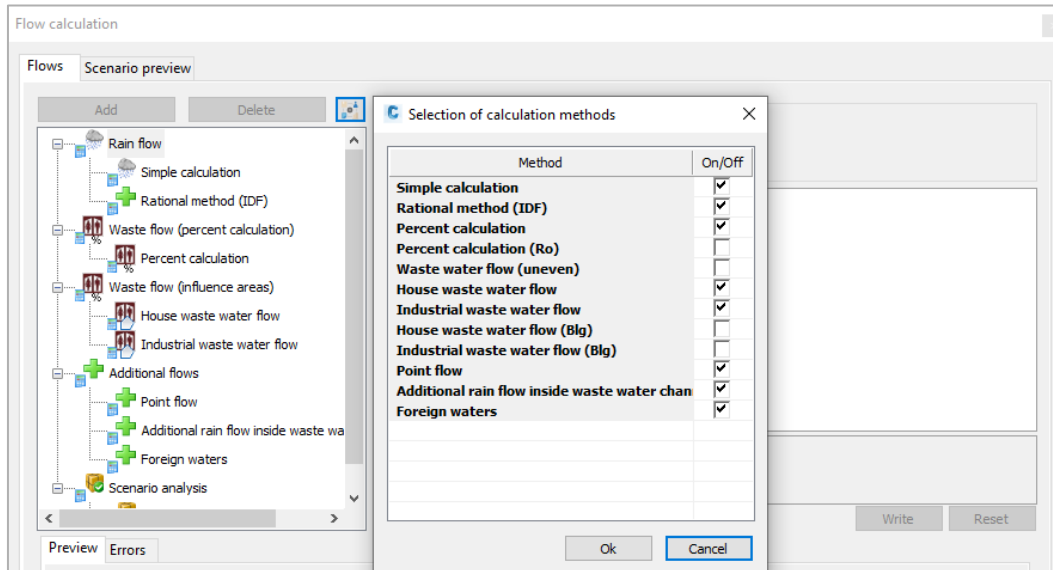 Flow calculation
Flows Scenario preview
Add Delete
Rain flow
Simple calculation
Rational method (IDF)
Waste flow (percent calculation)
Percent calculation
Waste flow (influence areas)
House waste water flow
Industrial waste water flow
Additional flows
Point flow
Additional rain flow inside waste wa
Foreign waters
Scenario analysis
Preview Errors
Selection of calculation methods
Method On/Off
Simple calculation
Rational method (IDF)
Percent calculation
Percent calculation (Ro)
Waste water flow (uneven)
House waste water flow
Industrial waste water flow
House waste water flow (Blg)
Industrial waste water flow (Blg)
Point flow
Additional rain flow inside waste water chan
Foreign waters
Ok Cancel
Write Reset